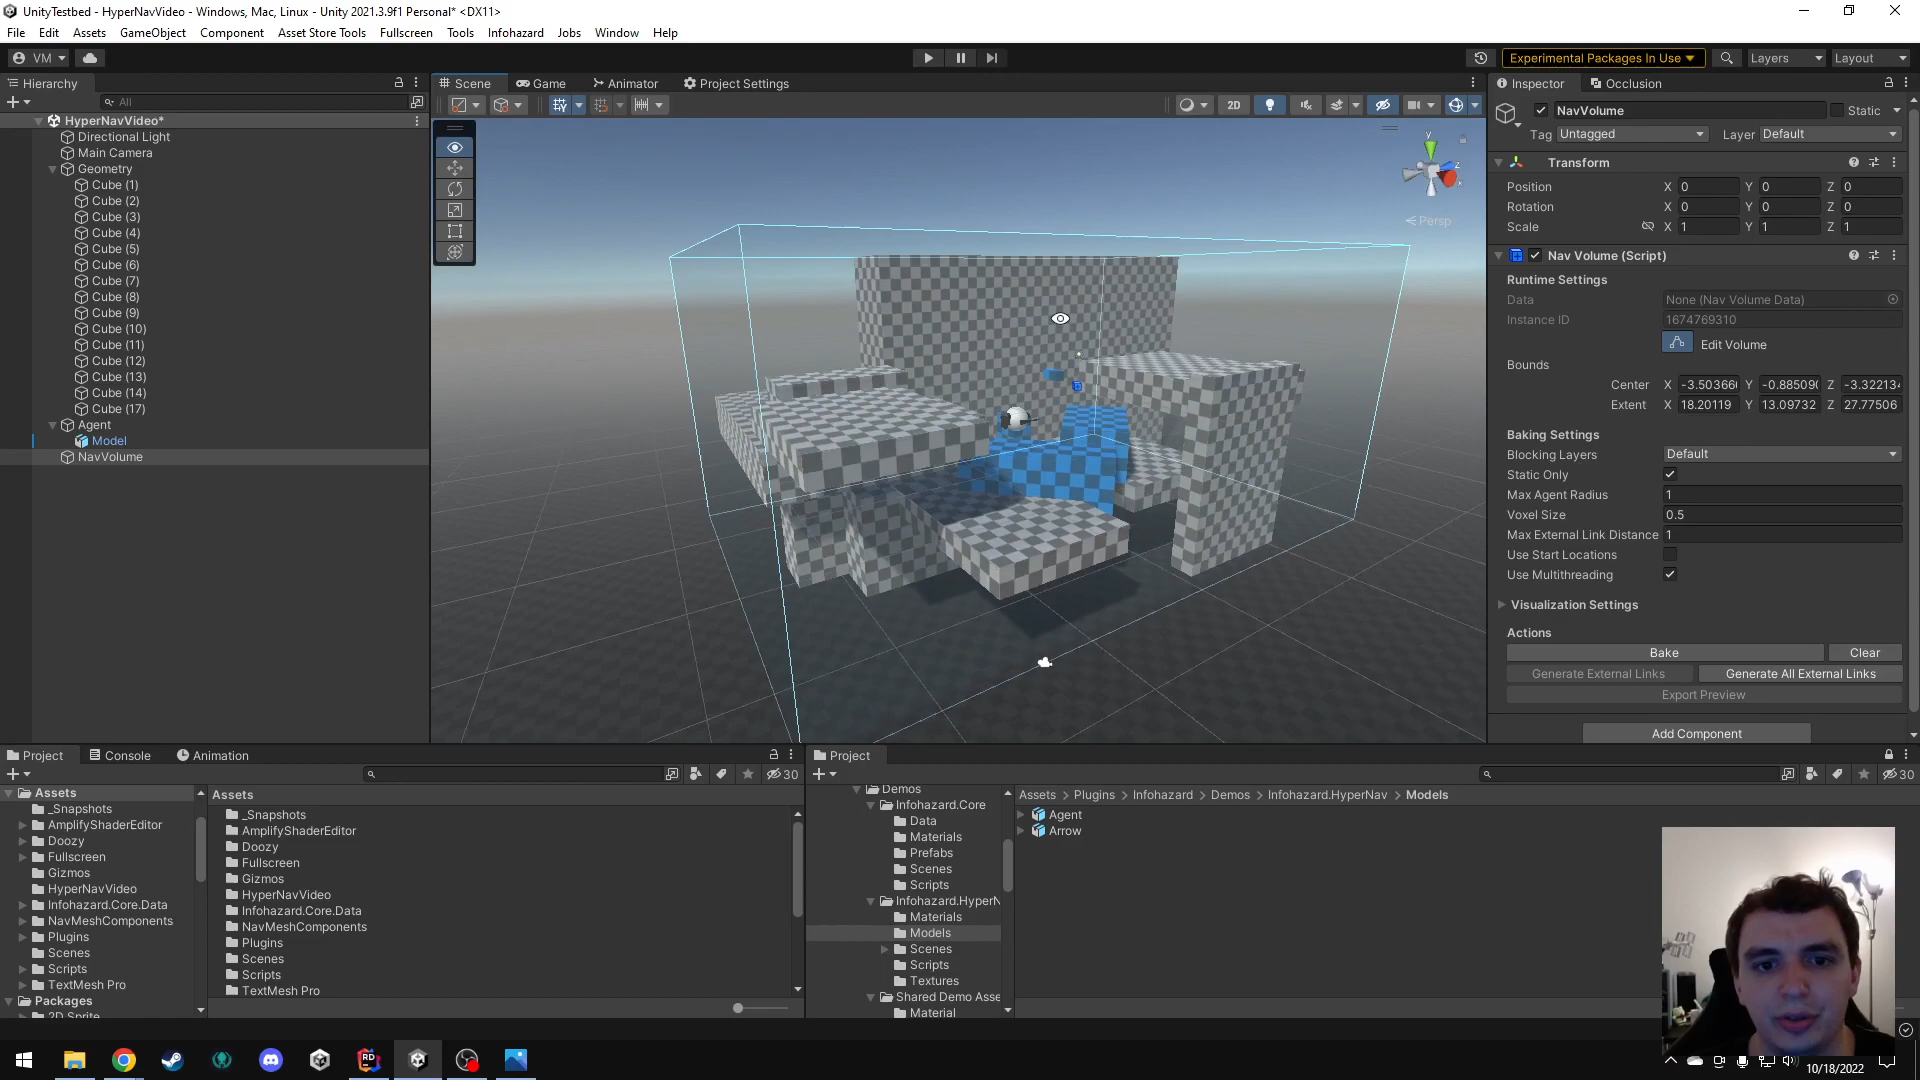 UnityTestbed - HyperNavVideo - Windows, Mac, Linux - Unity 2021.3.9f1 Personal* <DX11>
File Edit Assets GameObject Component Asset Store Tools Fullscreen Tools Infohazard Jobs Window Help
VM Experimental Packages In Use Layers Layout
Hierarchy
All
HyperNavVideo*
Directional Light
Main Camera
Geometry
Cube (1)
Cube (2)
Cube (3)
Cube (4)
Cube (5)
Cube (6)
Cube (7)
Cube (8)
Cube (9)
Cube (10)
Cube (11)
Cube (12)
Cube (13)
Cube (14)
Cube (17)
Agent
Model
NavVolume
Scene Game Animator Project Settings
2D
y
z
x
Persp
Inspector Occlusion
NavVolume Static
Tag Untagged Layer Default
Transform
Position X 0 Y 0 Z 0
Rotation X 0 Y 0 Z 0
Scale X 1 Y 1 Z 1
Nav Volume (Script)
Runtime Settings
Data None (Nav Volume Data)
Instance ID 1674769310
Edit Volume
Bounds
Center X -3.50366 Y -0.88509 Z -3.32213
Extent X 18.20119 Y 13.09732 Z 27.77506
Baking Settings
Blocking Layers Default
Static Only
Max Agent Radius 1
Voxel Size 0.5
Max External Link Distance 1
Use Start Locations
Use Multithreading
Visualization Settings
Actions
Bake Clear
Generate External Links Generate All External Links
Export Preview
Add Component
Project Console Animation
30
Assets
_Snapshots
AmplifyShaderEditor
Doozy
Fullscreen
Gizmos
HyperNavVideo
Infohazard.Core.Data
NavMeshComponents
Plugins
Scenes
Scripts
TextMesh Pro
Packages
2D Sprite
Assets
_Snapshots
AmplifyShaderEditor
Doozy
Fullscreen
Gizmos
HyperNavVideo
Infohazard.Core.Data
NavMeshComponents
Plugins
Scenes
Scripts
TextMesh Pro
Project
30
Demos
Infohazard.Core
Data
Materials
Prefabs
Scenes
Scripts
Infohazard.HyperN
Materials
Models
Scenes
Scripts
Textures
Shared Demo Asse
Material
Assets > Plugins > Infohazard > Demos > Infohazard.HyperNav > Models
Agent
Arrow
RD
10/18/2022